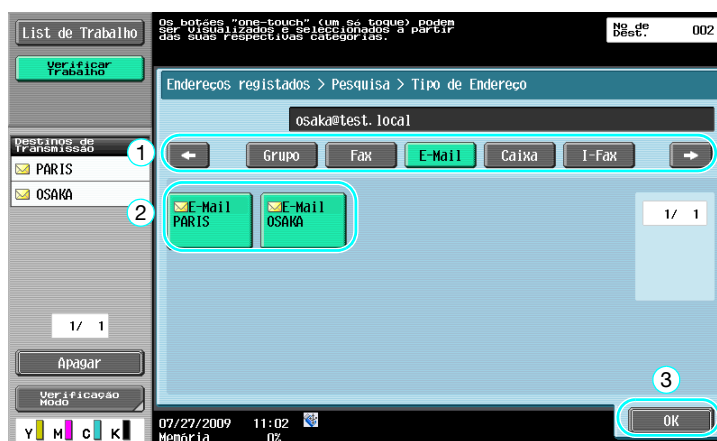 List de Trabalho
Os botões "one-touch" (um só toque) podem
ser visualizados e seleccionados a partir
das suas respectivas categorias.
Nº de
Dest.
002
Verificar
Trabalho
Endereços registados > Pesquisa > Tipo de Endereço
osaka@test.local
Destinos de
Transmissão
1
Grupo
Fax
E-Mail
Caixa
I-Fax
PARIS
OSAKA
2
E-Mail
PARIS
E-Mail
OSAKA
1/ 1
1/ 1
Apagar
3
Verificação
Modo
OK
Y M C K
07/27/2009 11:02
Memória 0%